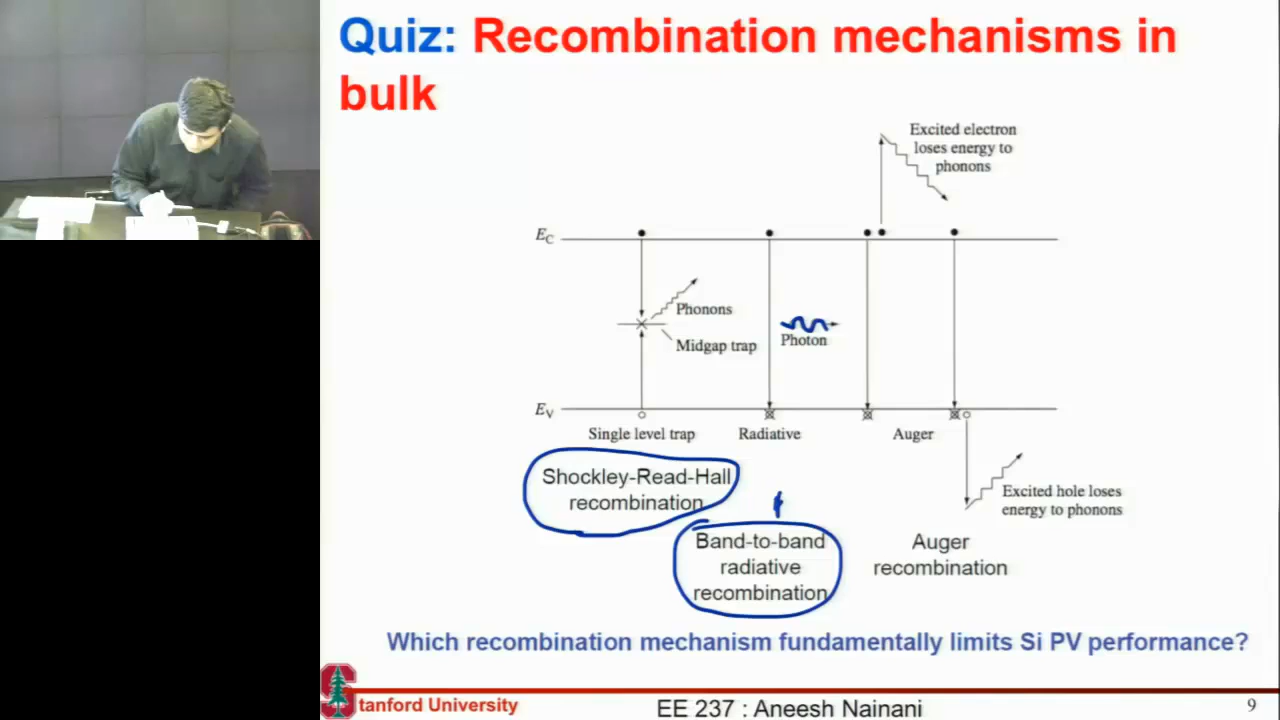 Quiz: Recombination mechanisms in
bulk
Excited electron
loses energy to
phonons
EC
Phonons
Midgap trap
Photon
EV
Single level trap
Radiative
Auger
Shockley-Read-Hall
recombination
Excited hole loses
energy to phonons
Band-to-band
radiative
recombination
Auger
recombination
Which recombination mechanism fundamentally limits Si PV performance?
Stanford University
EE 237 : Aneesh Nainani
9